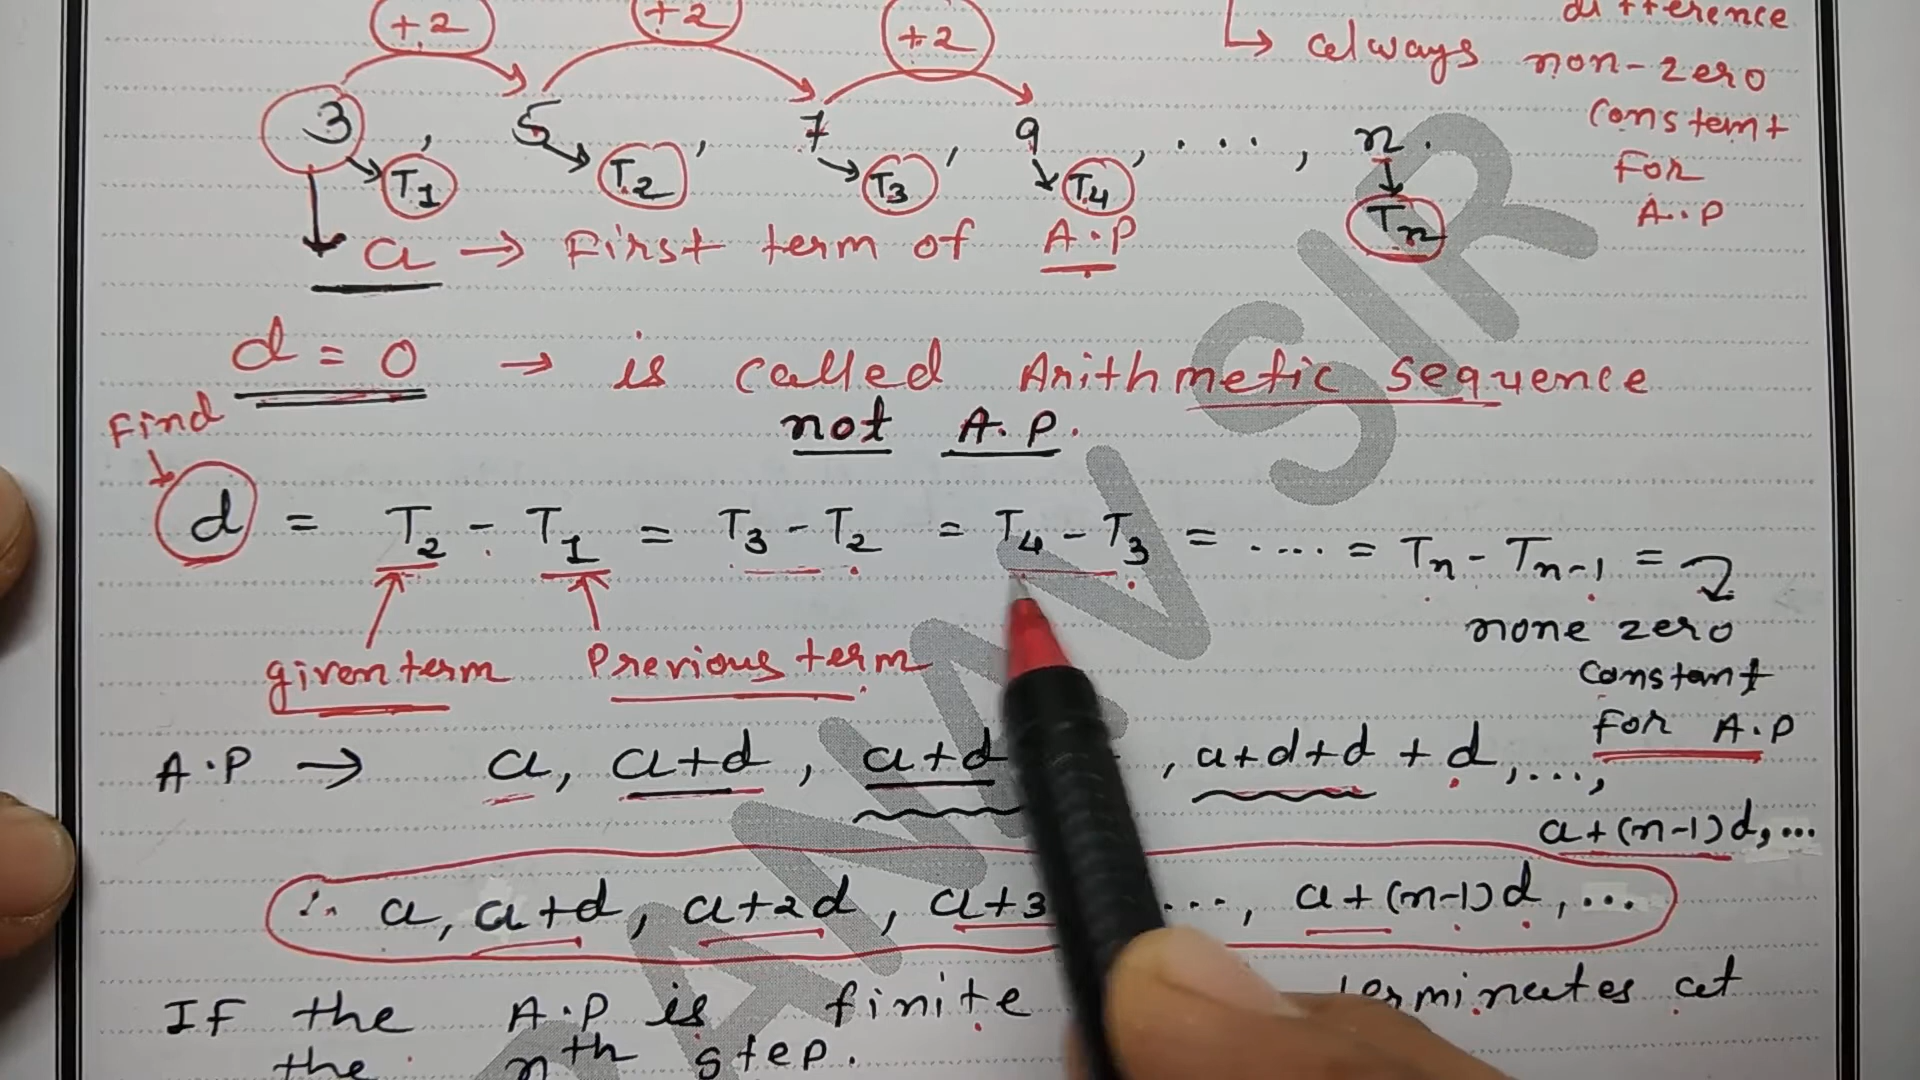 +2 +2 +2
difference
↳ always non-zero
constant
For
A.P
3, 5, 7, 9, ...., n.
T1 T2 T3 T4 Tn
a → First term of A.P
d = 0 → is called Arithmetic Sequence
not A.P.
Find
d = T2 - T1 = T3 - T2 = T4 - T3 = .... = Tn - Tn-1 =
none zero
constant
for A.P
given term Previous term
A.P → a, a+d, a+d , a+d+d + d, ...,
a+(n-1)d, ...
∴ a, a+d, a+2d, a+3 ..., a+(n-1)d, ...
IF the A.P is finite terminates at
the nth step.
MANAV SIR